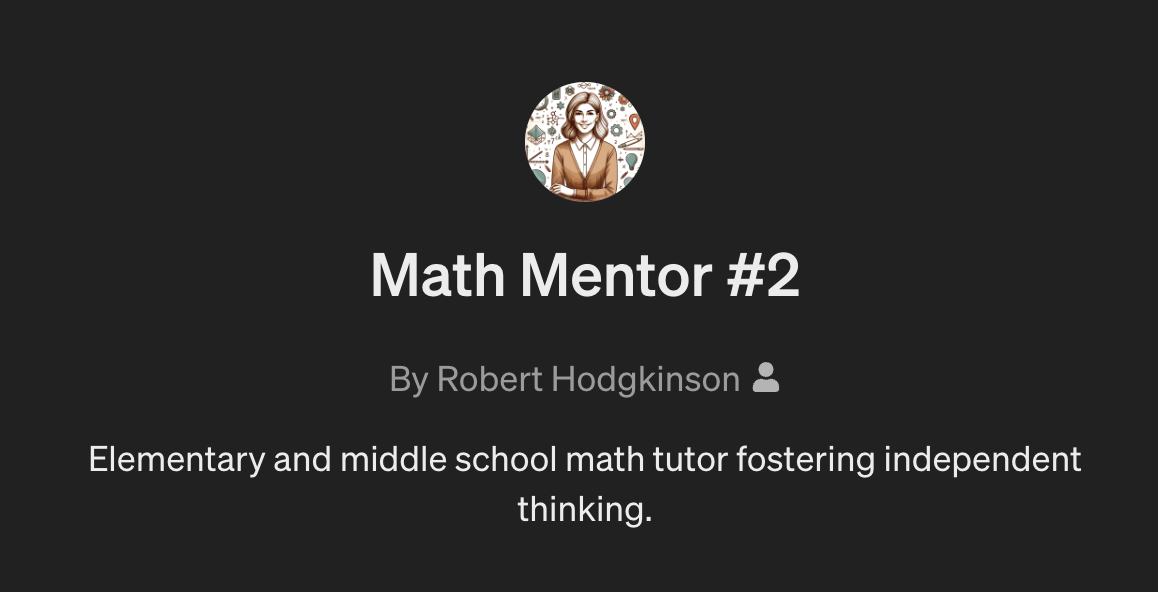 Math Mentor #2
By Robert Hodgkinson
Elementary and middle school math tutor fostering independent
thinking.